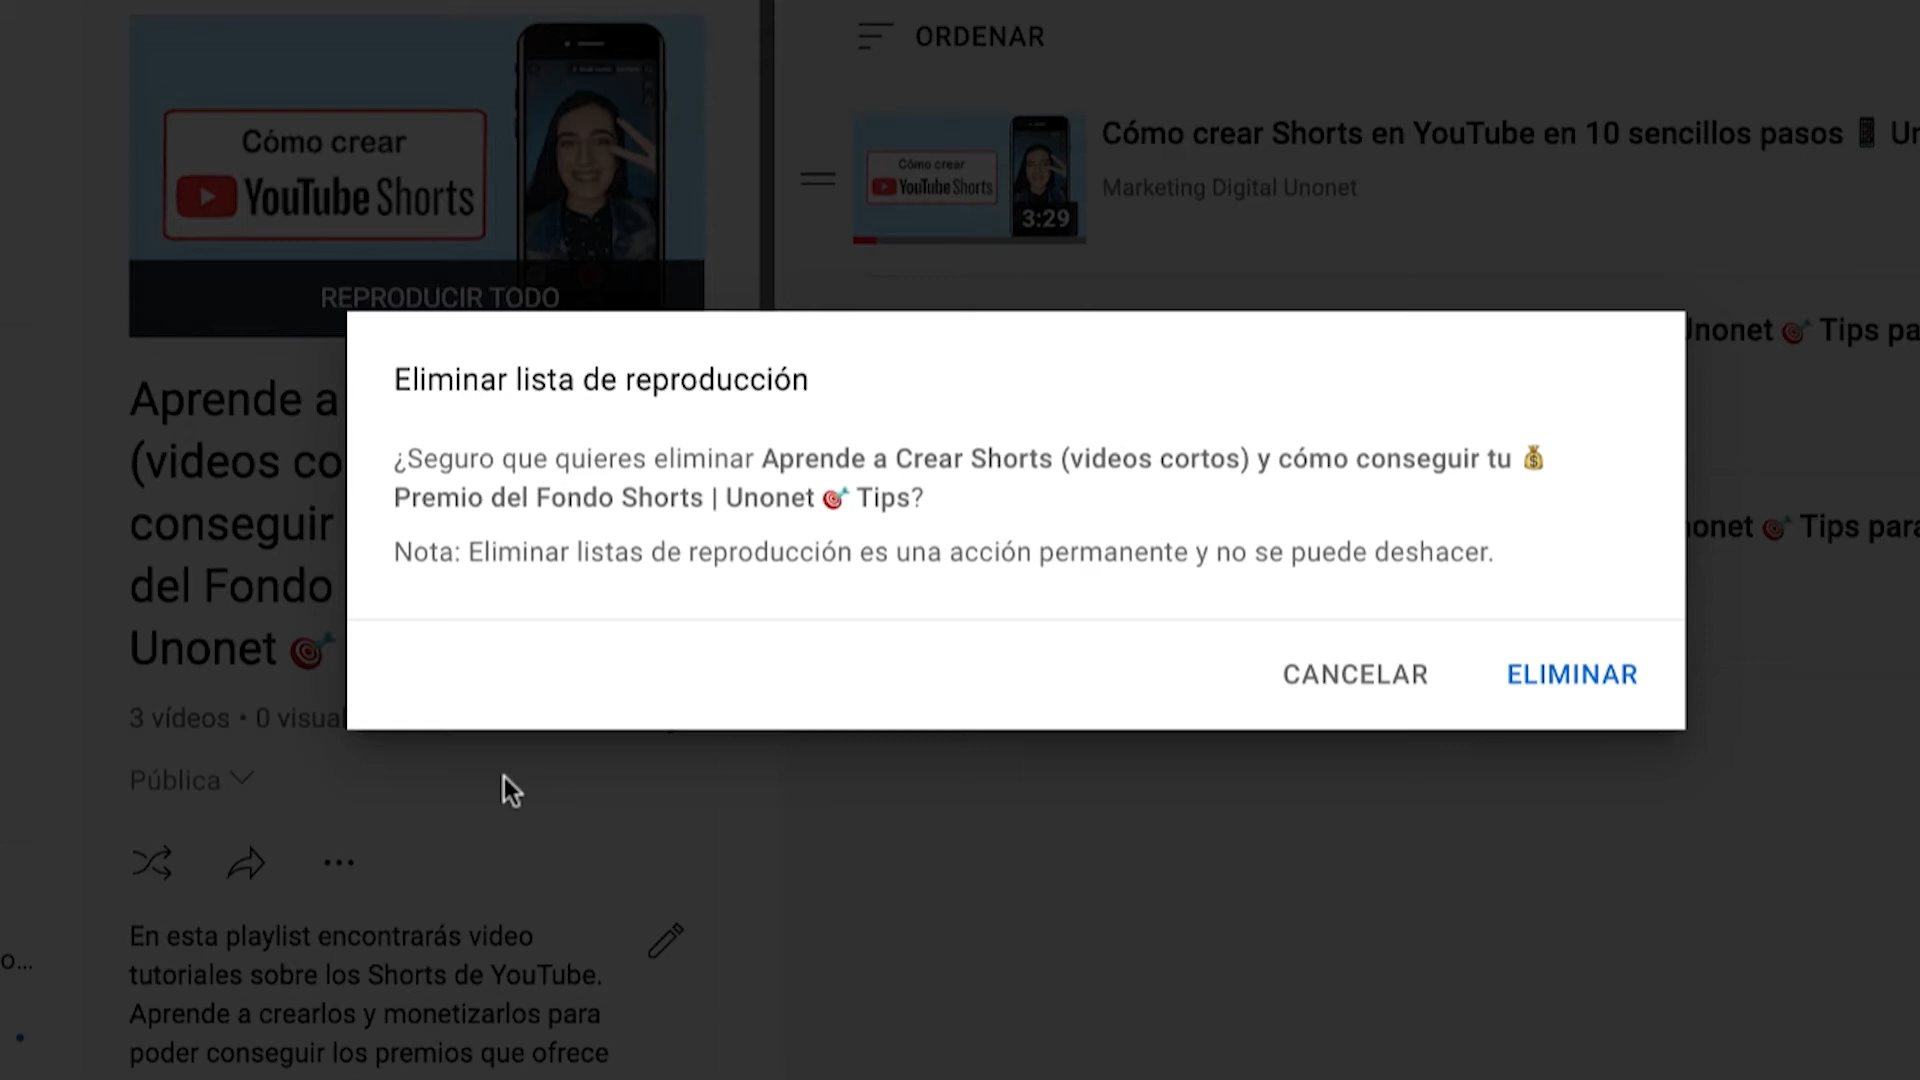 Cómo crear
YouTube Shorts
REPRODUCIR TODO
Aprende a
(videos co
conseguir
del Fondo
Unonet 🎯
3 vídeos • 0 visual
Pública
En esta playlist encontrarás video
tutoriales sobre los Shorts de YouTube.
Aprende a crearlos y monetizarlos para
poder conseguir los premios que ofrece
o...
ORDENAR
Cómo crear
YouTube Shorts
3:29
Cómo crear Shorts en YouTube en 10 sencillos pasos 📱 Un
Marketing Digital Unonet
Unonet 🎯 Tips pa
nonet 🎯 Tips para
Eliminar lista de reproducción
¿Seguro que quieres eliminar Aprende a Crear Shorts (videos cortos) y cómo conseguir tu 💰
Premio del Fondo Shorts | Unonet 🎯 Tips?
Nota: Eliminar listas de reproducción es una acción permanente y no se puede deshacer.
CANCELAR
ELIMINAR